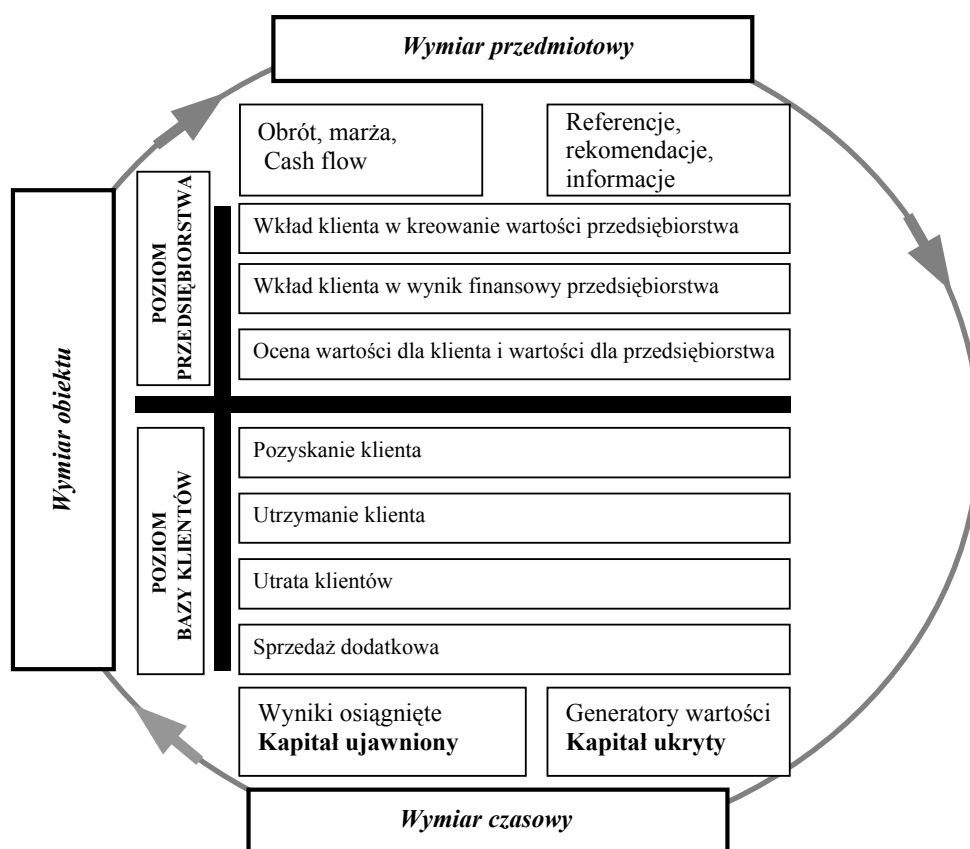 Wymiar przedmiotowy
Obrót, marża,
Cash flow
Referencje,
rekomendacje,
informacje
POZIOM
PRZEDSIĘBIORSTWA
Wkład klienta w kreowanie wartości przedsiębiorstwa
Wkład klienta w wynik finansowy przedsiębiorstwa
Ocena wartości dla klienta i wartości dla przedsiębiorstwa
Wymiar obiektu
POZIOM
BAZY KLIENTÓW
Pozyskanie klienta
Utrzymanie klienta
Utrata klientów
Sprzedaż dodatkowa
Wyniki osiągnięte
Kapitał ujawniony
Generatory wartości
Kapitał ukryty
Wymiar czasowy